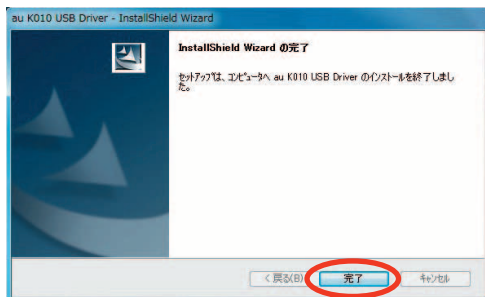 au K010 USB Driver - InstallShield Wizard
InstallShield Wizard の完了
セットアップは、コンピュータへ au K010 USB Driver のインストールを終了しまし
た。
< 戻る(B)
完了
キャンセル